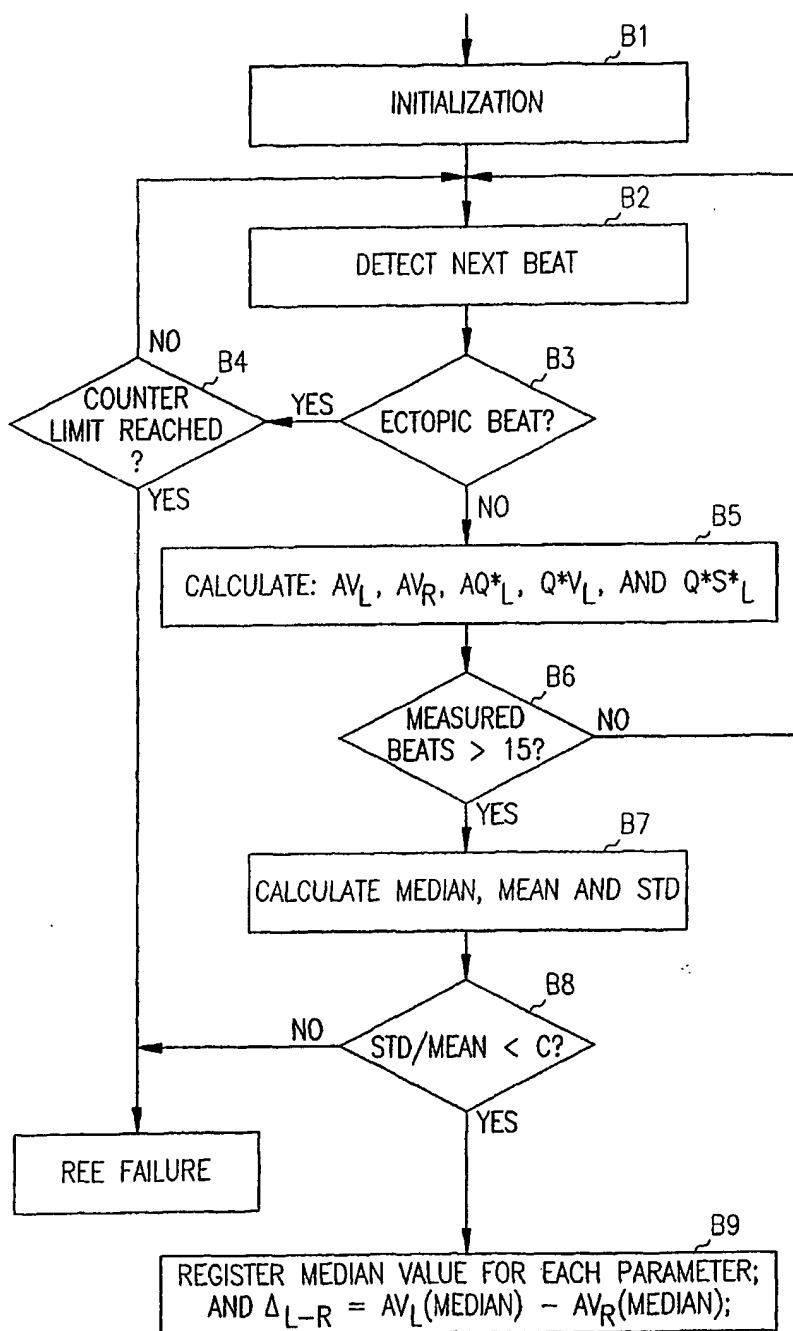 B1
INITIALIZATION
B2
DETECT NEXT BEAT
NO
B4
COUNTER
LIMIT REACHED
?
YES
YES
B3
ECTOPIC BEAT?
NO
B5
CALCULATE: AV_L, AV_R, AQ*_L, Q*V_L, AND Q*S*_L
B6
MEASURED
BEATS > 15?
NO
YES
B7
CALCULATE MEDIAN, MEAN AND STD
B8
NO
STD/MEAN < C?
YES
REE FAILURE
B9
REGISTER MEDIAN VALUE FOR EACH PARAMETER;
AND Δ_L-R = AV_L(MEDIAN) – AV_R(MEDIAN);